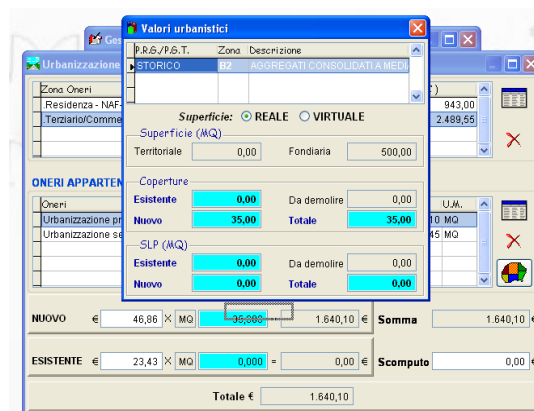 Ges
Valori urbanistici
Urbanizzazione
P.R.G./P.G.T. Zona Descrizione
STORICO B2 AGGREGATI CONSOLIDATI A MEDI
Zona Oneri
.Residenza - NAF- 943,00
.Terziario/Comme 2.489,55
Superficie: REALE VIRTUALE
Superficie (MQ)
Territoriale 0,00 Fondiaria 500,00
ONERI APPARTEN
Coperture
Esistente 0,00 Da demolire 0,00
Nuovo 35,00 Totale 35,00
Oneri U.M.
Urbanizzazione pr 10 MQ
Urbanizzazione se 45 MQ
SLP (MQ)
Esistente 0,00 Da demolire 0,00
Nuovo 0,00 Totale 0,00
NUOVO € 46,86 X MQ 35,000 1.640,10 € Somma 1.640,10 €
ESISTENTE € 23,43 X MQ 0,000 = 0,00 € Scomputo 0,00 €
Totale € 1.640,10